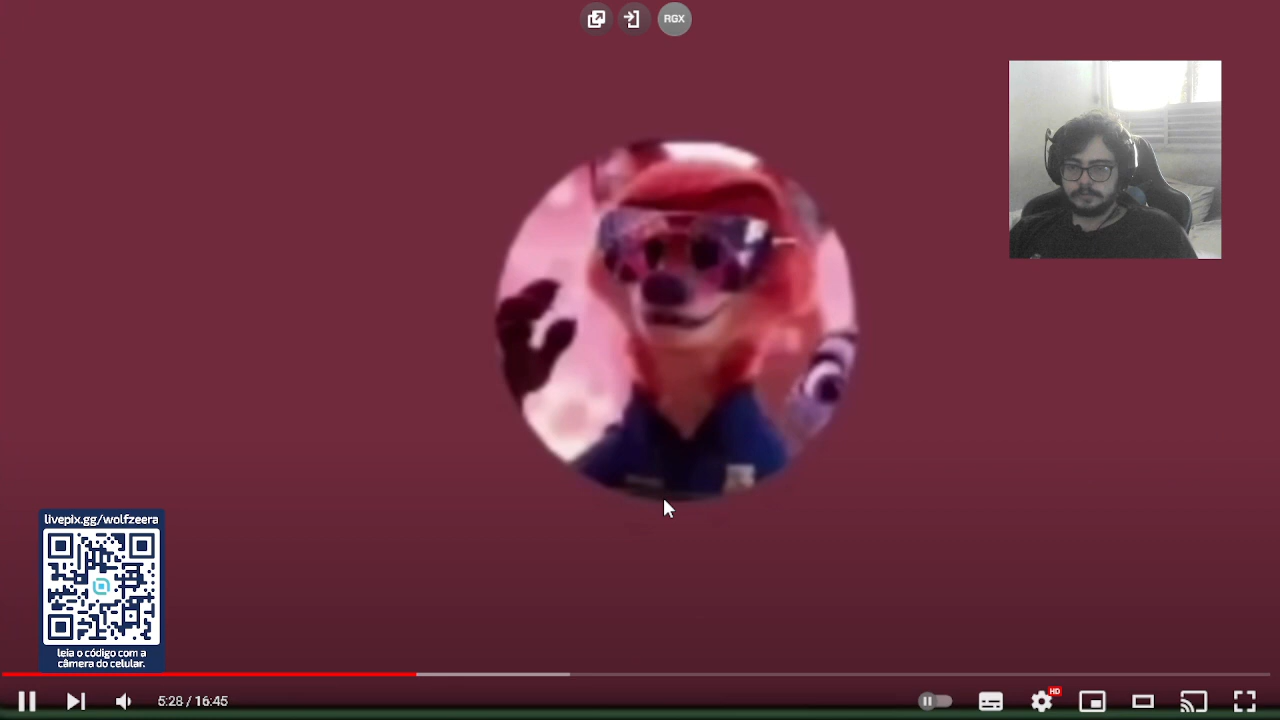 RGX
livepix.gg/wolfzeera
leia o código com a
câmera do celular.
5:28 / 16:45
HD